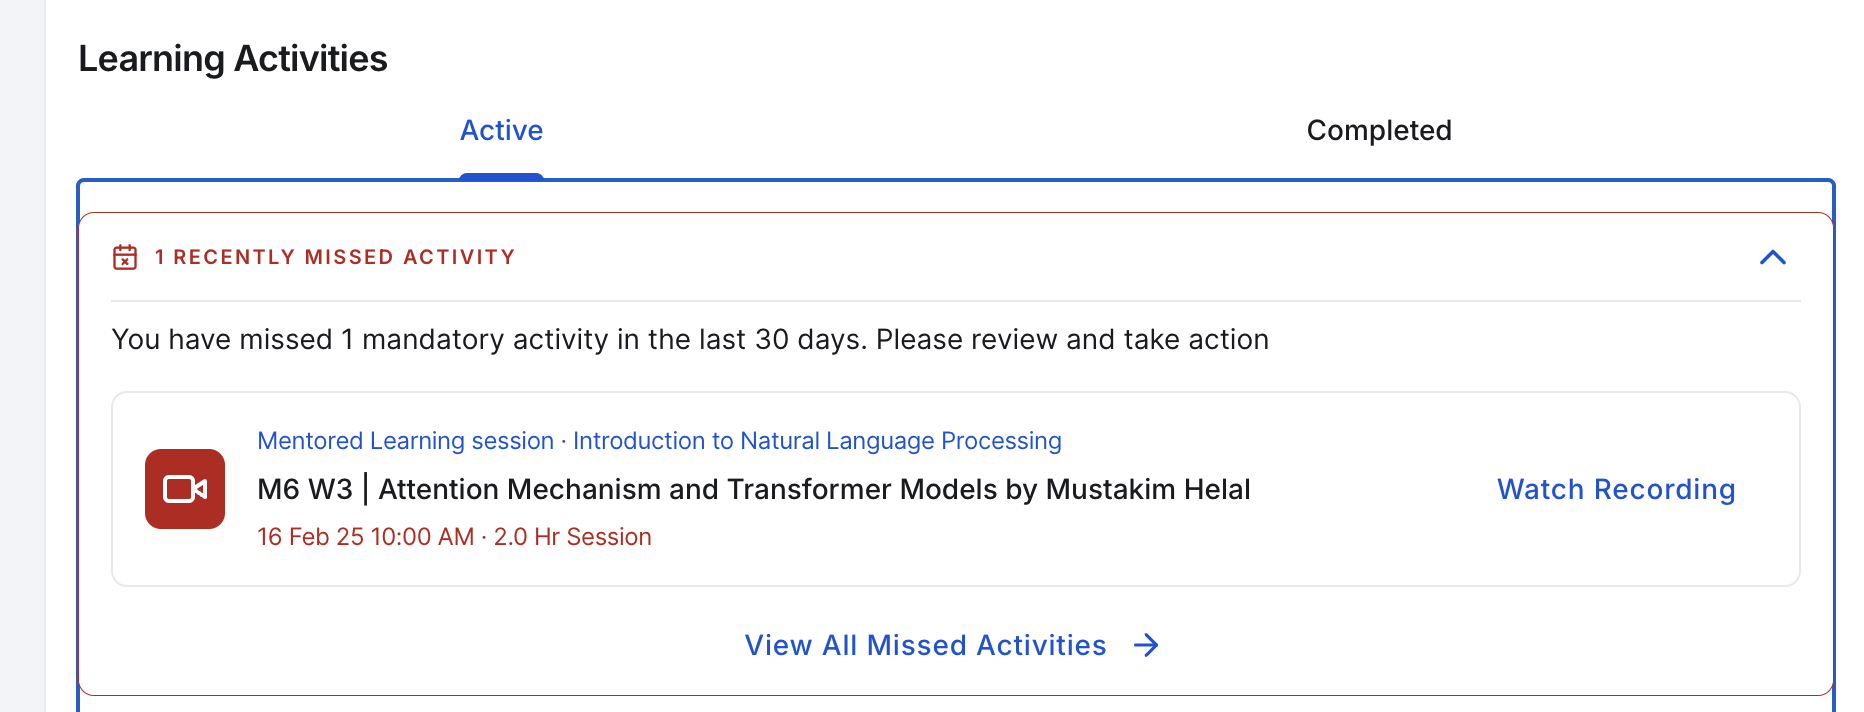 Learning Activities
Active
Completed
1 RECENTLY MISSED ACTIVITY
You have missed 1 mandatory activity in the last 30 days. Please review and take action
Mentored Learning session · Introduction to Natural Language Processing
M6 W3 | Attention Mechanism and Transformer Models by Mustakim Helal
Watch Recording
16 Feb 25 10:00 AM · 2.0 Hr Session
View All Missed Activities →